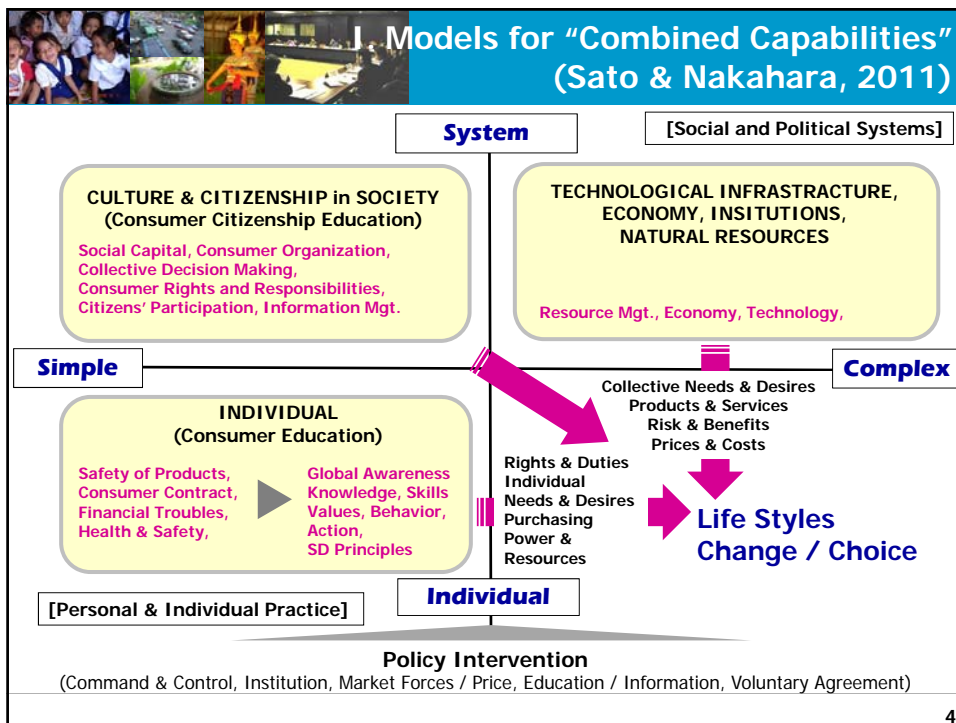 I. Models for “Combined Capabilities”
(Sato & Nakahara, 2011)
System
[Social and Political Systems]
CULTURE & CITIZENSHIP in SOCIETY
(Consumer Citizenship Education)
Social Capital, Consumer Organization,
Collective Decision Making,
Consumer Rights and Responsibilities,
Citizens’ Participation, Information Mgt.
TECHNOLOGICAL INFRASTRACTURE,
ECONOMY, INSITUTIONS,
NATURAL RESOURCES
Resource Mgt., Economy, Technology,
Simple
Complex
INDIVIDUAL
(Consumer Education)
Safety of Products,
Consumer Contract,
Financial Troubles,
Health & Safety,
Global Awareness
Knowledge, Skills
Values, Behavior,
Action,
SD Principles
Collective Needs & Desires
Products & Services
Risk & Benefits
Prices & Costs
Rights & Duties
Individual
Needs & Desires
Purchasing
Power &
Resources
Life Styles
Change / Choice
Individual
[Personal & Individual Practice]
Policy Intervention
(Command & Control, Institution, Market Forces / Price, Education / Information, Voluntary Agreement)
4